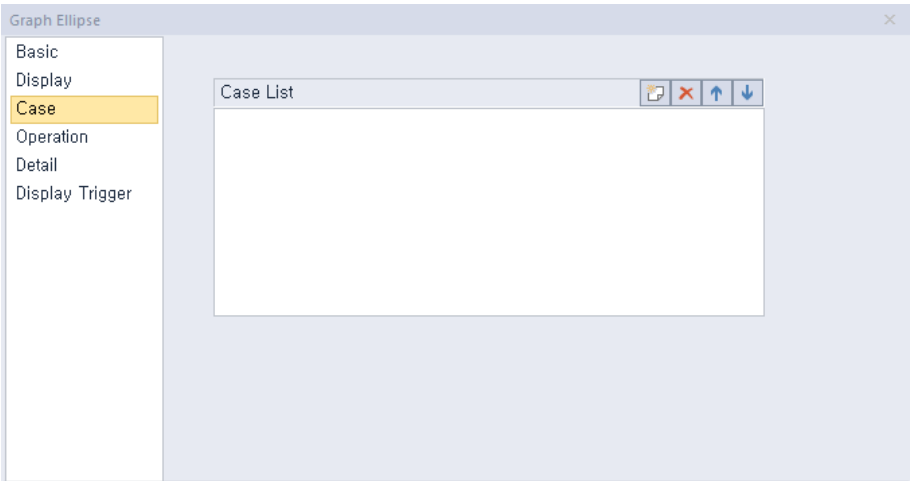 Graph Ellipse
Basic
Display
Case
Operation
Detail
Display Trigger
Case List